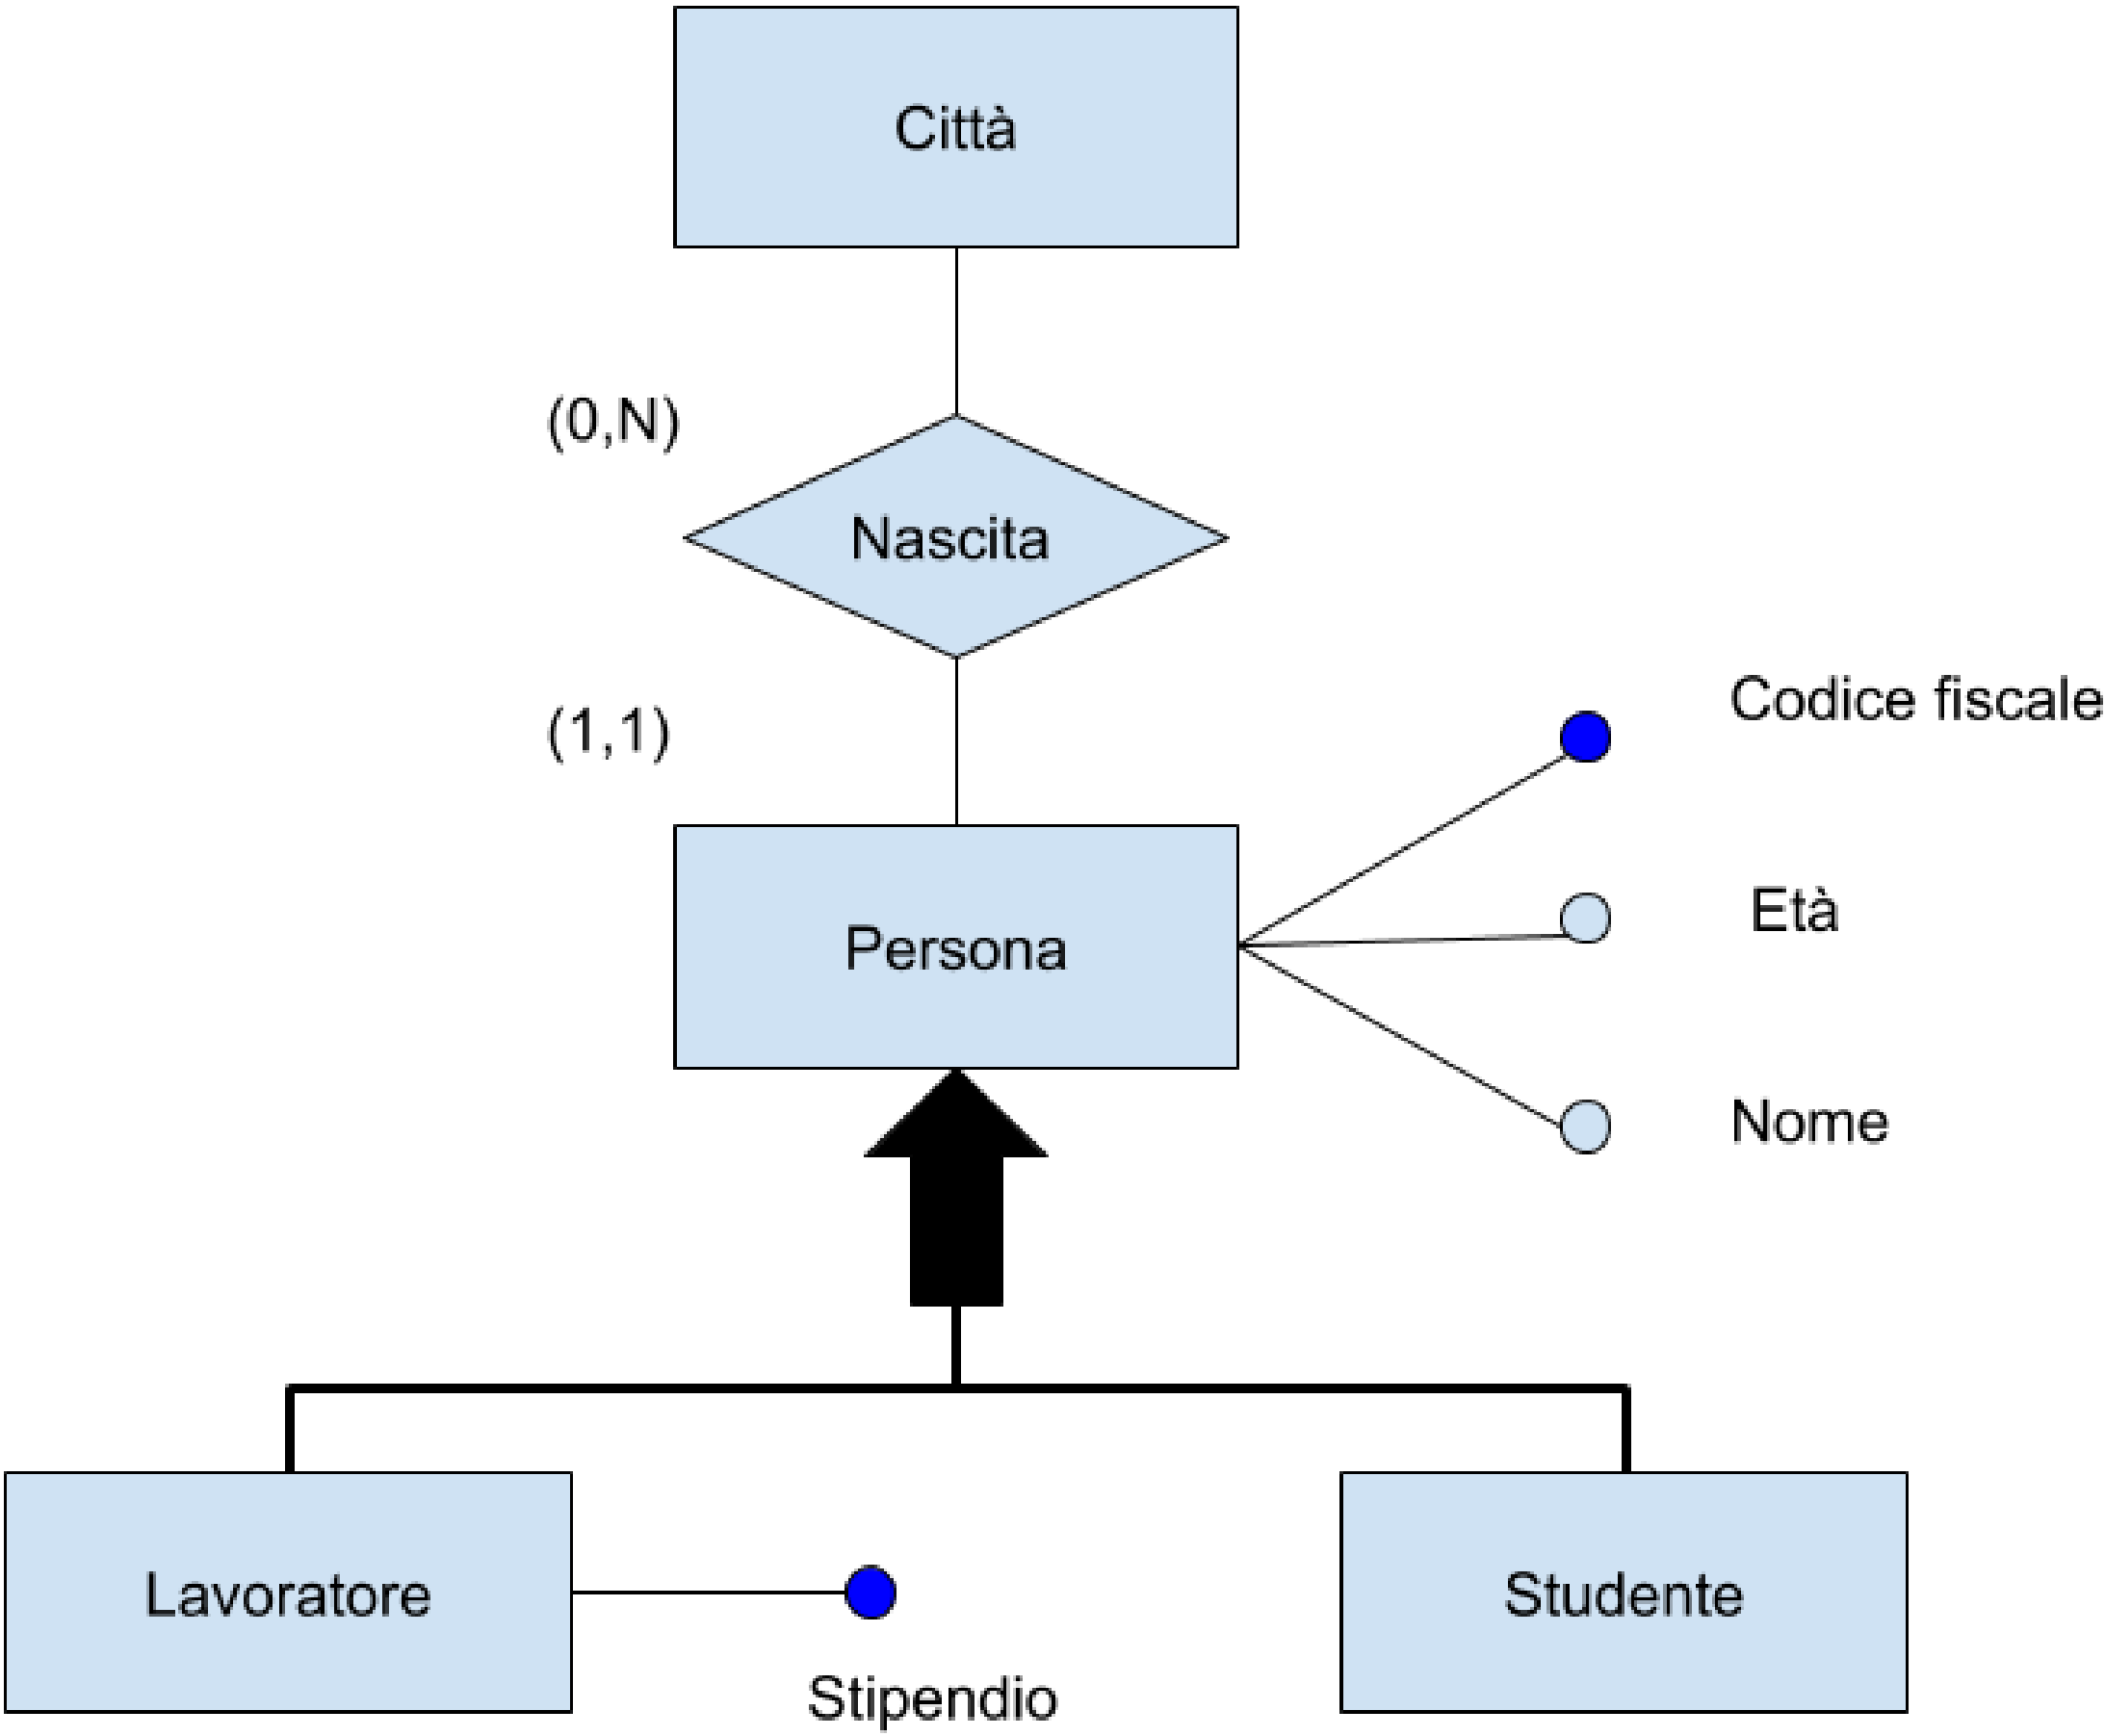 Città
(0,N)
Nascita
(1,1)
Codice fiscale
Età
Persona
Nome
Lavoratore
Studente
Stipendio